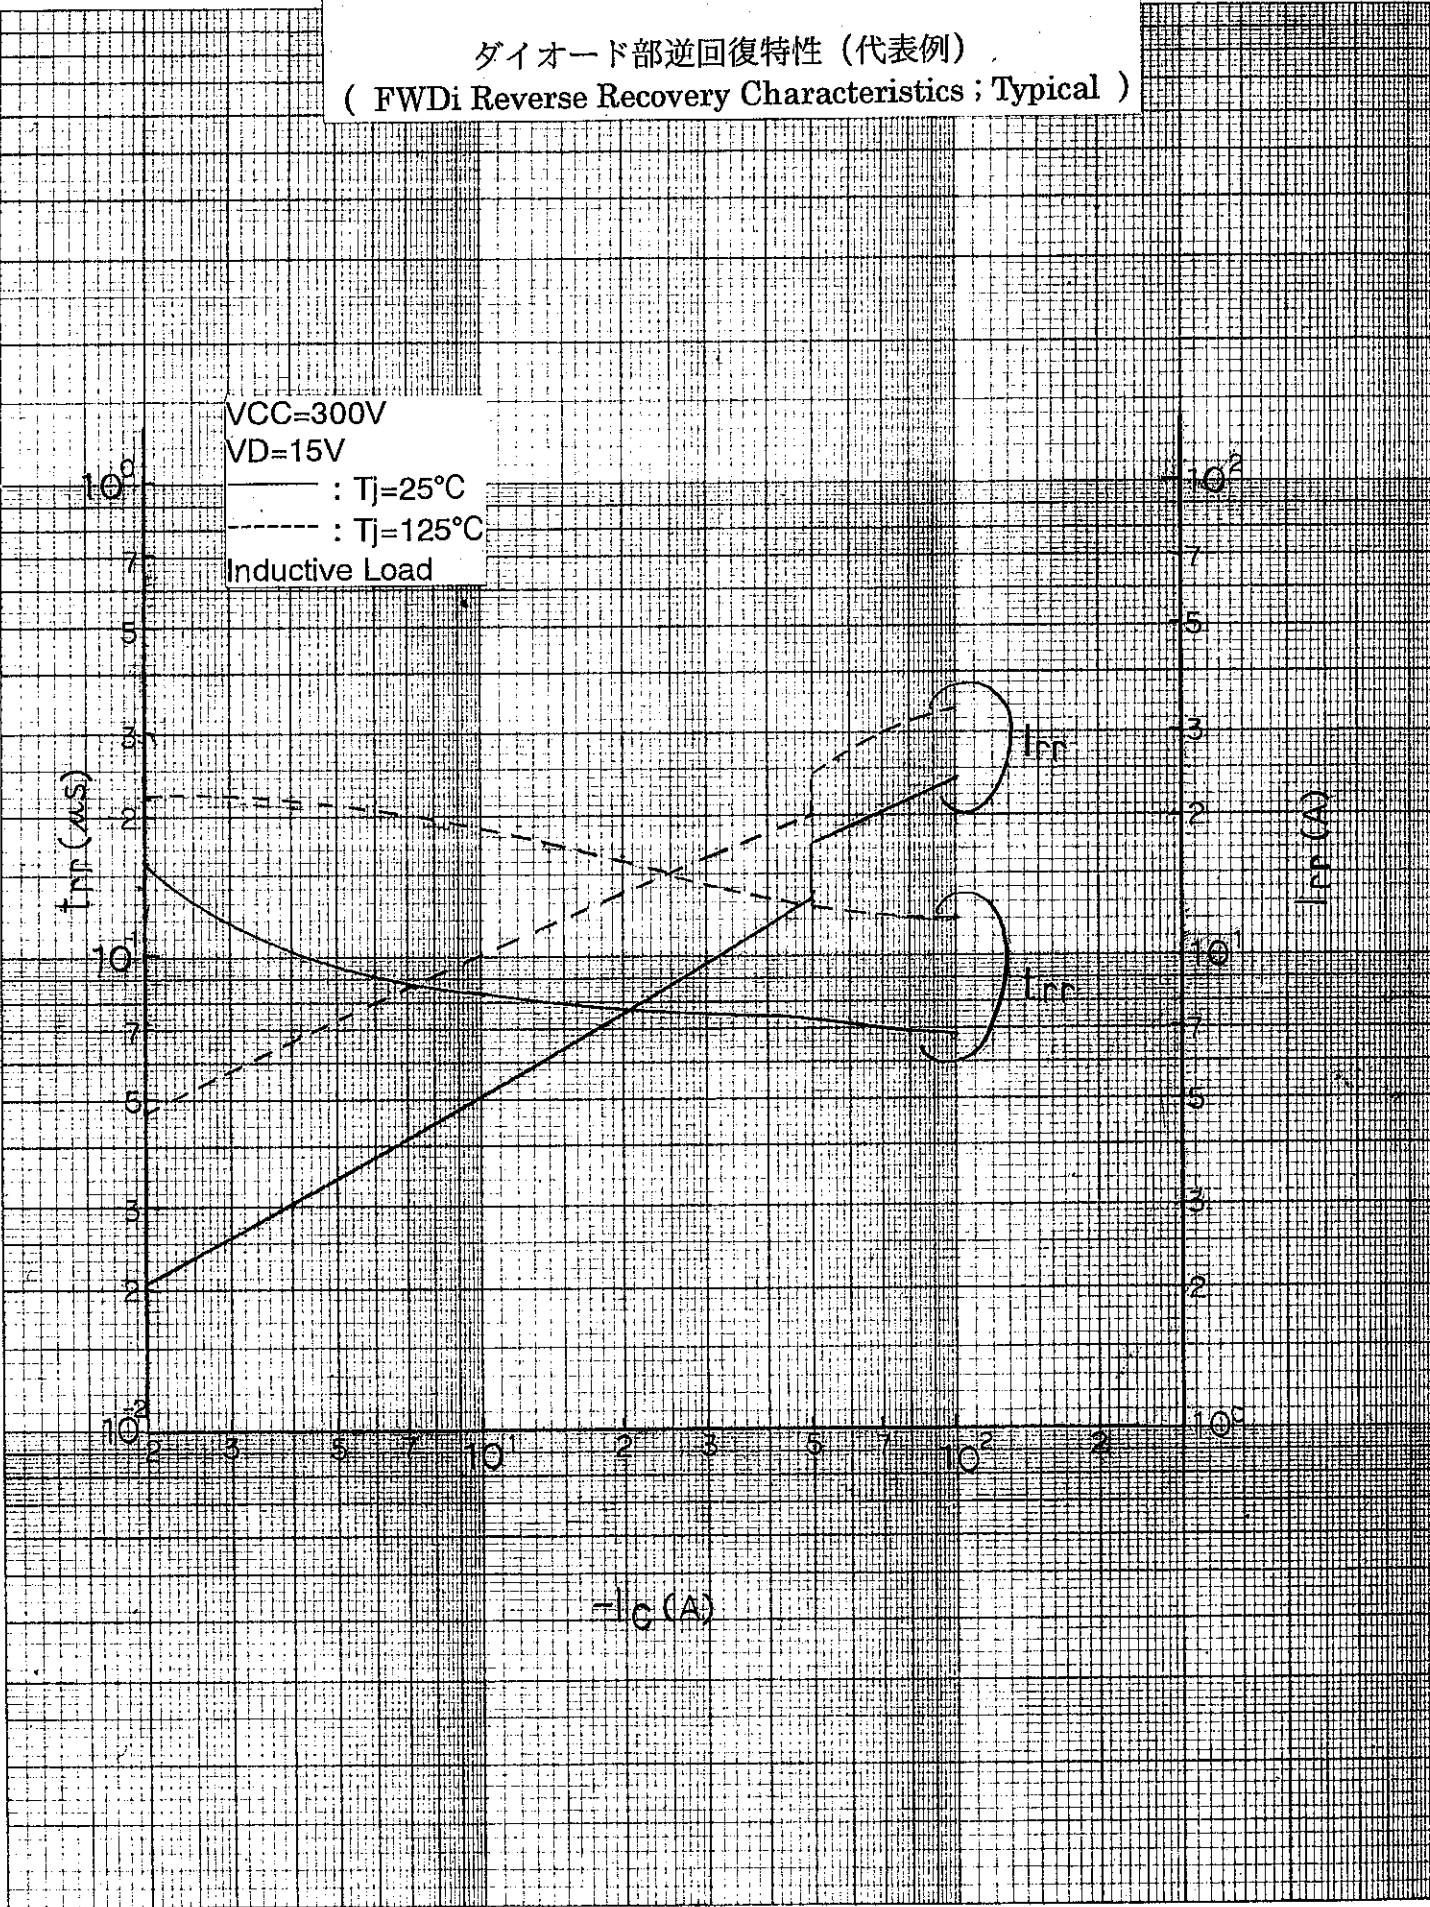 ダイオード部逆回復特性（代表例）
( FWDi Reverse Recovery Characteristics ; Typical )
VCC=300V
VD=15V
——— : Tj=25°C
------- : Tj=125°C
Inductive Load
10⁰
7
5
3
2
10⁻¹
7
5
3
2
10⁻²
trr (μs)
10²
7
5
3
2
10¹
7
5
3
2
10⁰
Irr (A)
Irr
trr
2 3 5 7 10¹ 2 3 5 7 10² 2
-IC (A)